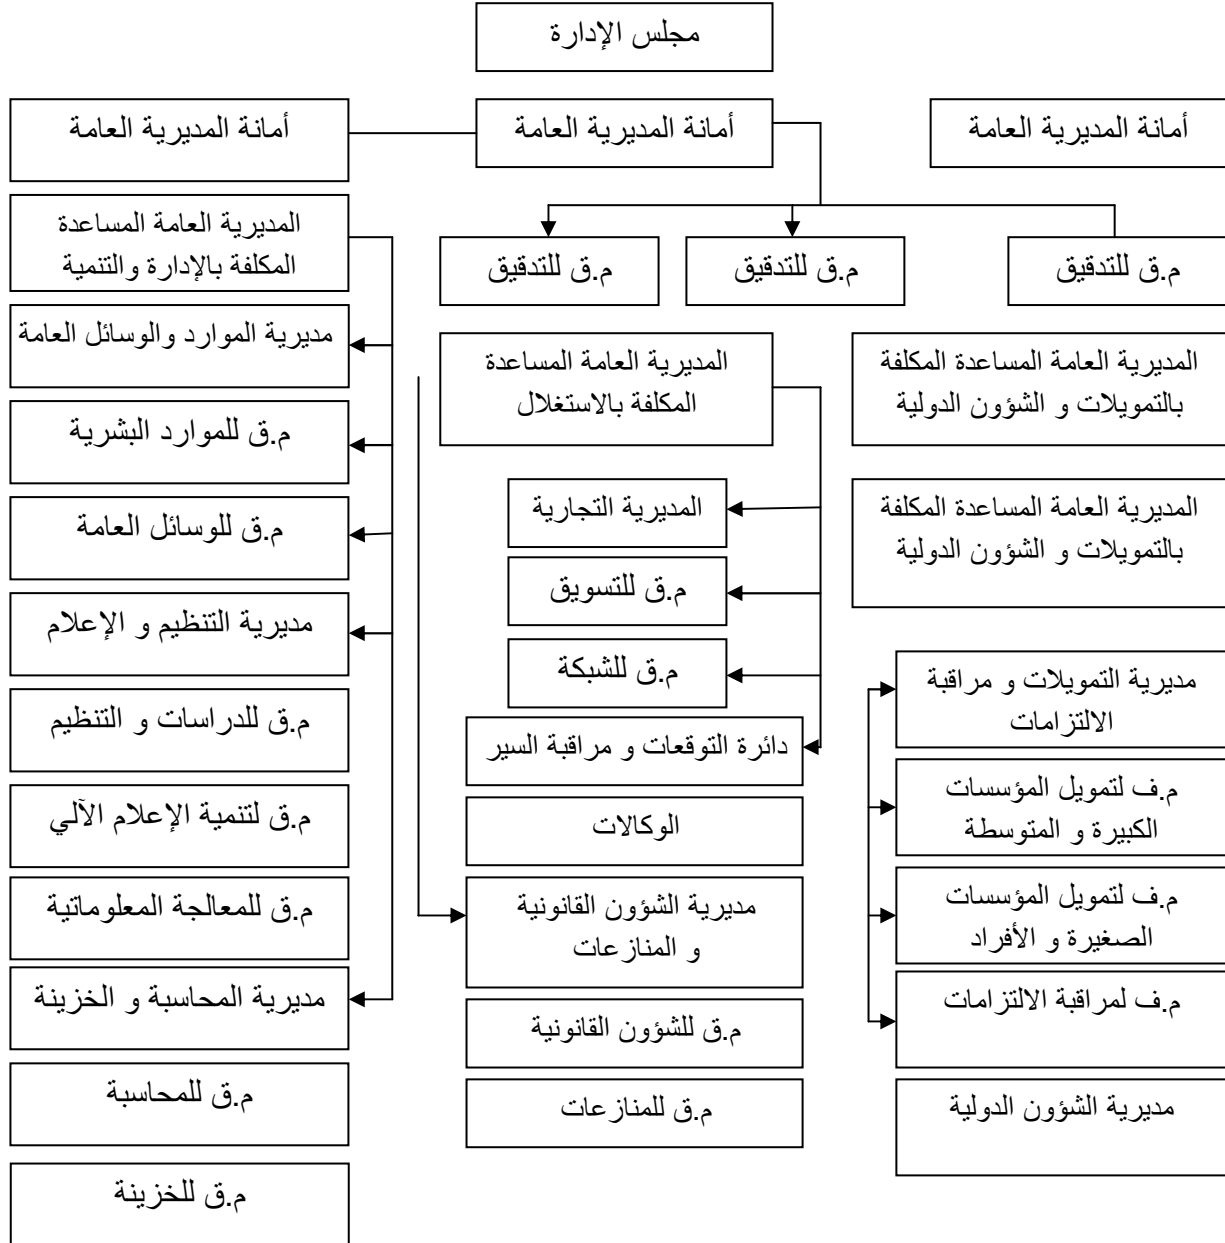 مجلس الإدارة
أمانة المديرية العامة
أمانة المديرية العامة
أمانة المديرية العامة
م.ق للتدقيق
م.ق للتدقيق
م.ق للتدقيق
المديرية العامة المساعدة المكلفة
بالتمويلات و الشؤون الدولية
المديرية العامة المساعدة المكلفة
بالتمويلات و الشؤون الدولية
مديرية التمويلات و مراقبة
الالتزامات
م.ف لتمويل المؤسسات
الكبيرة و المتوسطة
م.ف لتمويل المؤسسات
الصغيرة و الأفراد
م.ف لمراقبة الالتزامات
مديرية الشؤون الدولية
المديرية العامة المساعدة
المكلفة بالاستغلال
المديرية التجارية
م.ق للتسويق
م.ق للشبكة
دائرة التوقعات و مراقبة السير
الوكالات
مديرية الشؤون القانونية
و المنازعات
م.ق للشؤون القانونية
م.ق للمنازعات
المديرية العامة المساعدة
المكلفة بالإدارة والتنمية
مديرية الموارد والوسائل العامة
م.ق للموارد البشرية
م.ق للوسائل العامة
مديرية التنظيم و الإعلام
م.ق للدراسات و التنظيم
م.ق لتنمية الإعلام الآلي
م.ق للمعالجة المعلوماتية
مديرية المحاسبة و الخزينة
م.ق للمحاسبة
م.ق للخزينة